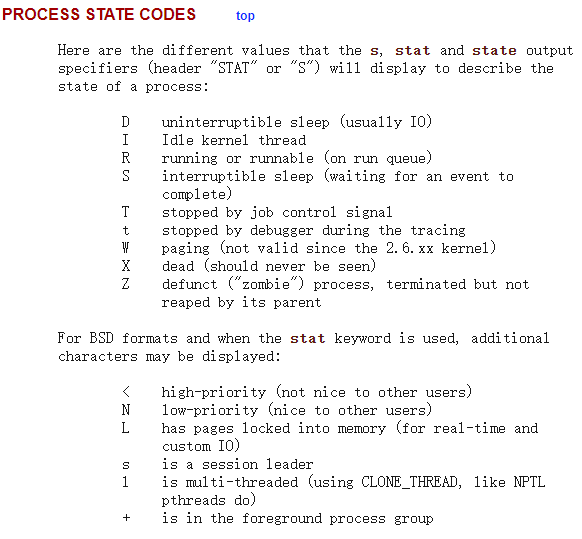 PROCESS STATE CODES top
Here are the different values that the s, stat and state output
specifiers (header "STAT" or "S") will display to describe the
state of a process:
D uninterruptible sleep (usually IO)
I Idle kernel thread
R running or runnable (on run queue)
S interruptible sleep (waiting for an event to
complete)
T stopped by job control signal
t stopped by debugger during the tracing
W paging (not valid since the 2.6.xx kernel)
X dead (should never be seen)
Z defunct ("zombie") process, terminated but not
reaped by its parent
For BSD formats and when the stat keyword is used, additional
characters may be displayed:
< high-priority (not nice to other users)
N low-priority (nice to other users)
L has pages locked into memory (for real-time and
custom IO)
s is a session leader
l is multi-threaded (using CLONE_THREAD, like NPTL
pthreads do)
+ is in the foreground process group